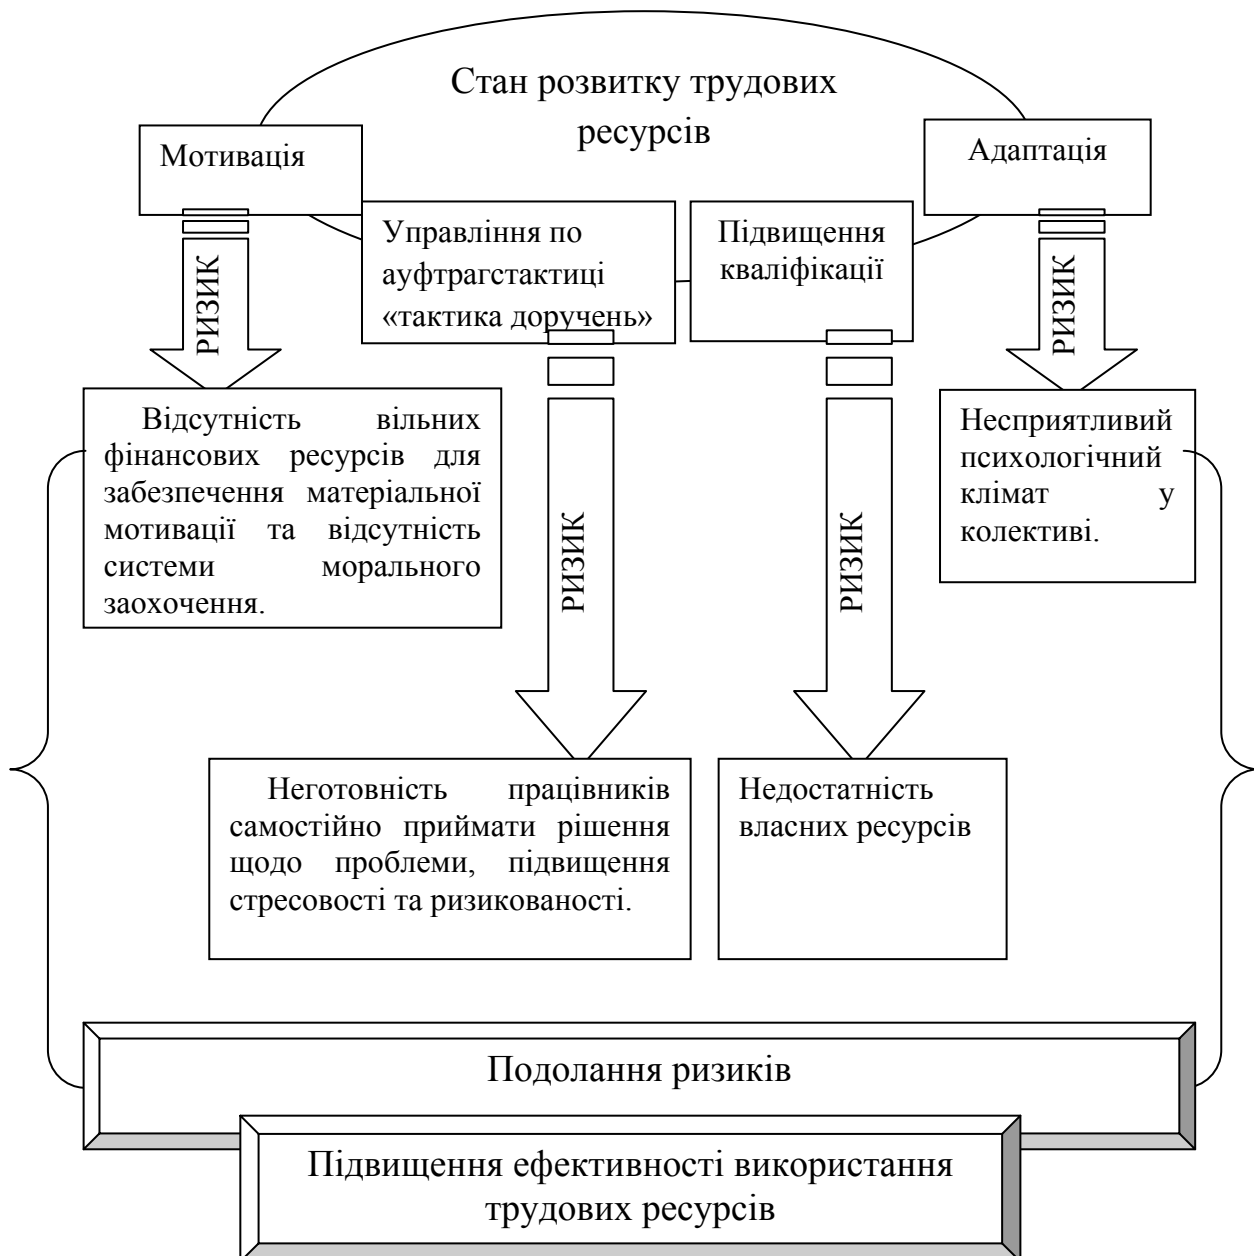 Стан розвитку трудових
ресурсів
Мотивація
Адаптація
Управління по
ауфтрагстактиці
«тактика доручень»
Підвищення
кваліфікації
РИЗИК
РИЗИК
РИЗИК
РИЗИК
Відсутність вільних
фінансових ресурсів для
забезпечення матеріальної
мотивації та відсутність
системи морального
заохочення.
Несприятливий
психологічний
клімат у
колективі.
Неготовність працівників
самостійно приймати рішення
щодо проблеми, підвищення
стресовості та ризикованості.
Недостатність
власних ресурсів
Подолання ризиків
Підвищення ефективності використання
трудових ресурсів